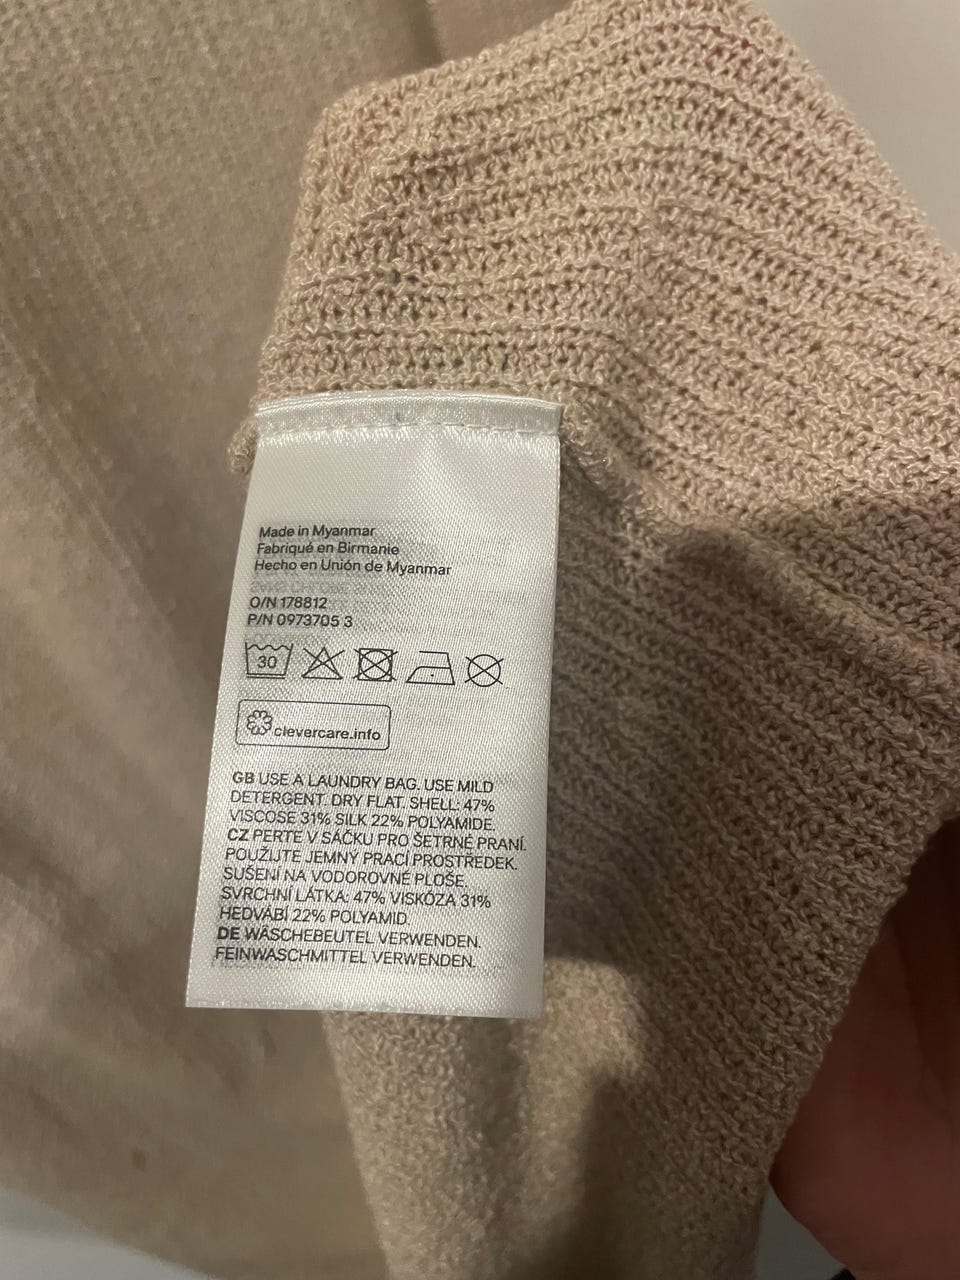 Made in Myanmar
Fabriqué en Birmanie
Hecho en Unión de Myanmar
O/N 178812
P/N 0973705 3
30
clevercare.info
GB USE A LAUNDRY BAG. USE MILD
DETERGENT. DRY FLAT. SHELL: 47%
VISCOSE 31% SILK 22% POLYAMIDE.
CZ PERTE V SÁČKU PRO ŠETRNÉ PRANÍ.
POUŽIJTE JEMNÝ PRACÍ PROSTŘEDEK.
SUŠENÍ NA VODOROVNÉ PLOŠE.
SVRCHNÍ LÁTKA: 47% VISKÓZA 31%
HEDVÁBÍ 22% POLYAMID.
DE WÄSCHEBEUTEL VERWENDEN.
FEINWASCHMITTEL VERWENDEN.